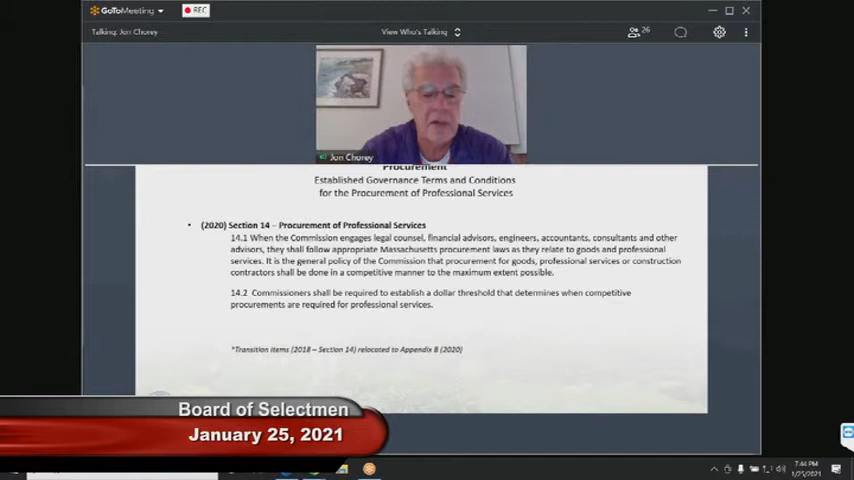 GoToMeeting
REC
Talking: Jon Chorey
View Who's Talking
26
Jon Chorey
Procurement
Established Governance Terms and Conditions
for the Procurement of Professional Services
• (2020) Section 14 – Procurement of Professional Services
14.1 When the Commission engages legal counsel, financial advisors, engineers, accountants, consultants and other
advisors, they shall follow appropriate Massachusetts procurement laws as they relate to goods and professional
services. It is the general policy of the Commission that procurement for goods, professional services or construction
contractors shall be done in a competitive manner to the maximum extent possible.
14.2 Commissioners shall be required to establish a dollar threshold that determines when competitive
procurements are required for professional services.
*Transition items (2018 – Section 14) relocated to Appendix B (2020)
Board of Selectmen
January 25, 2021
7:44 PM
1/25/2021